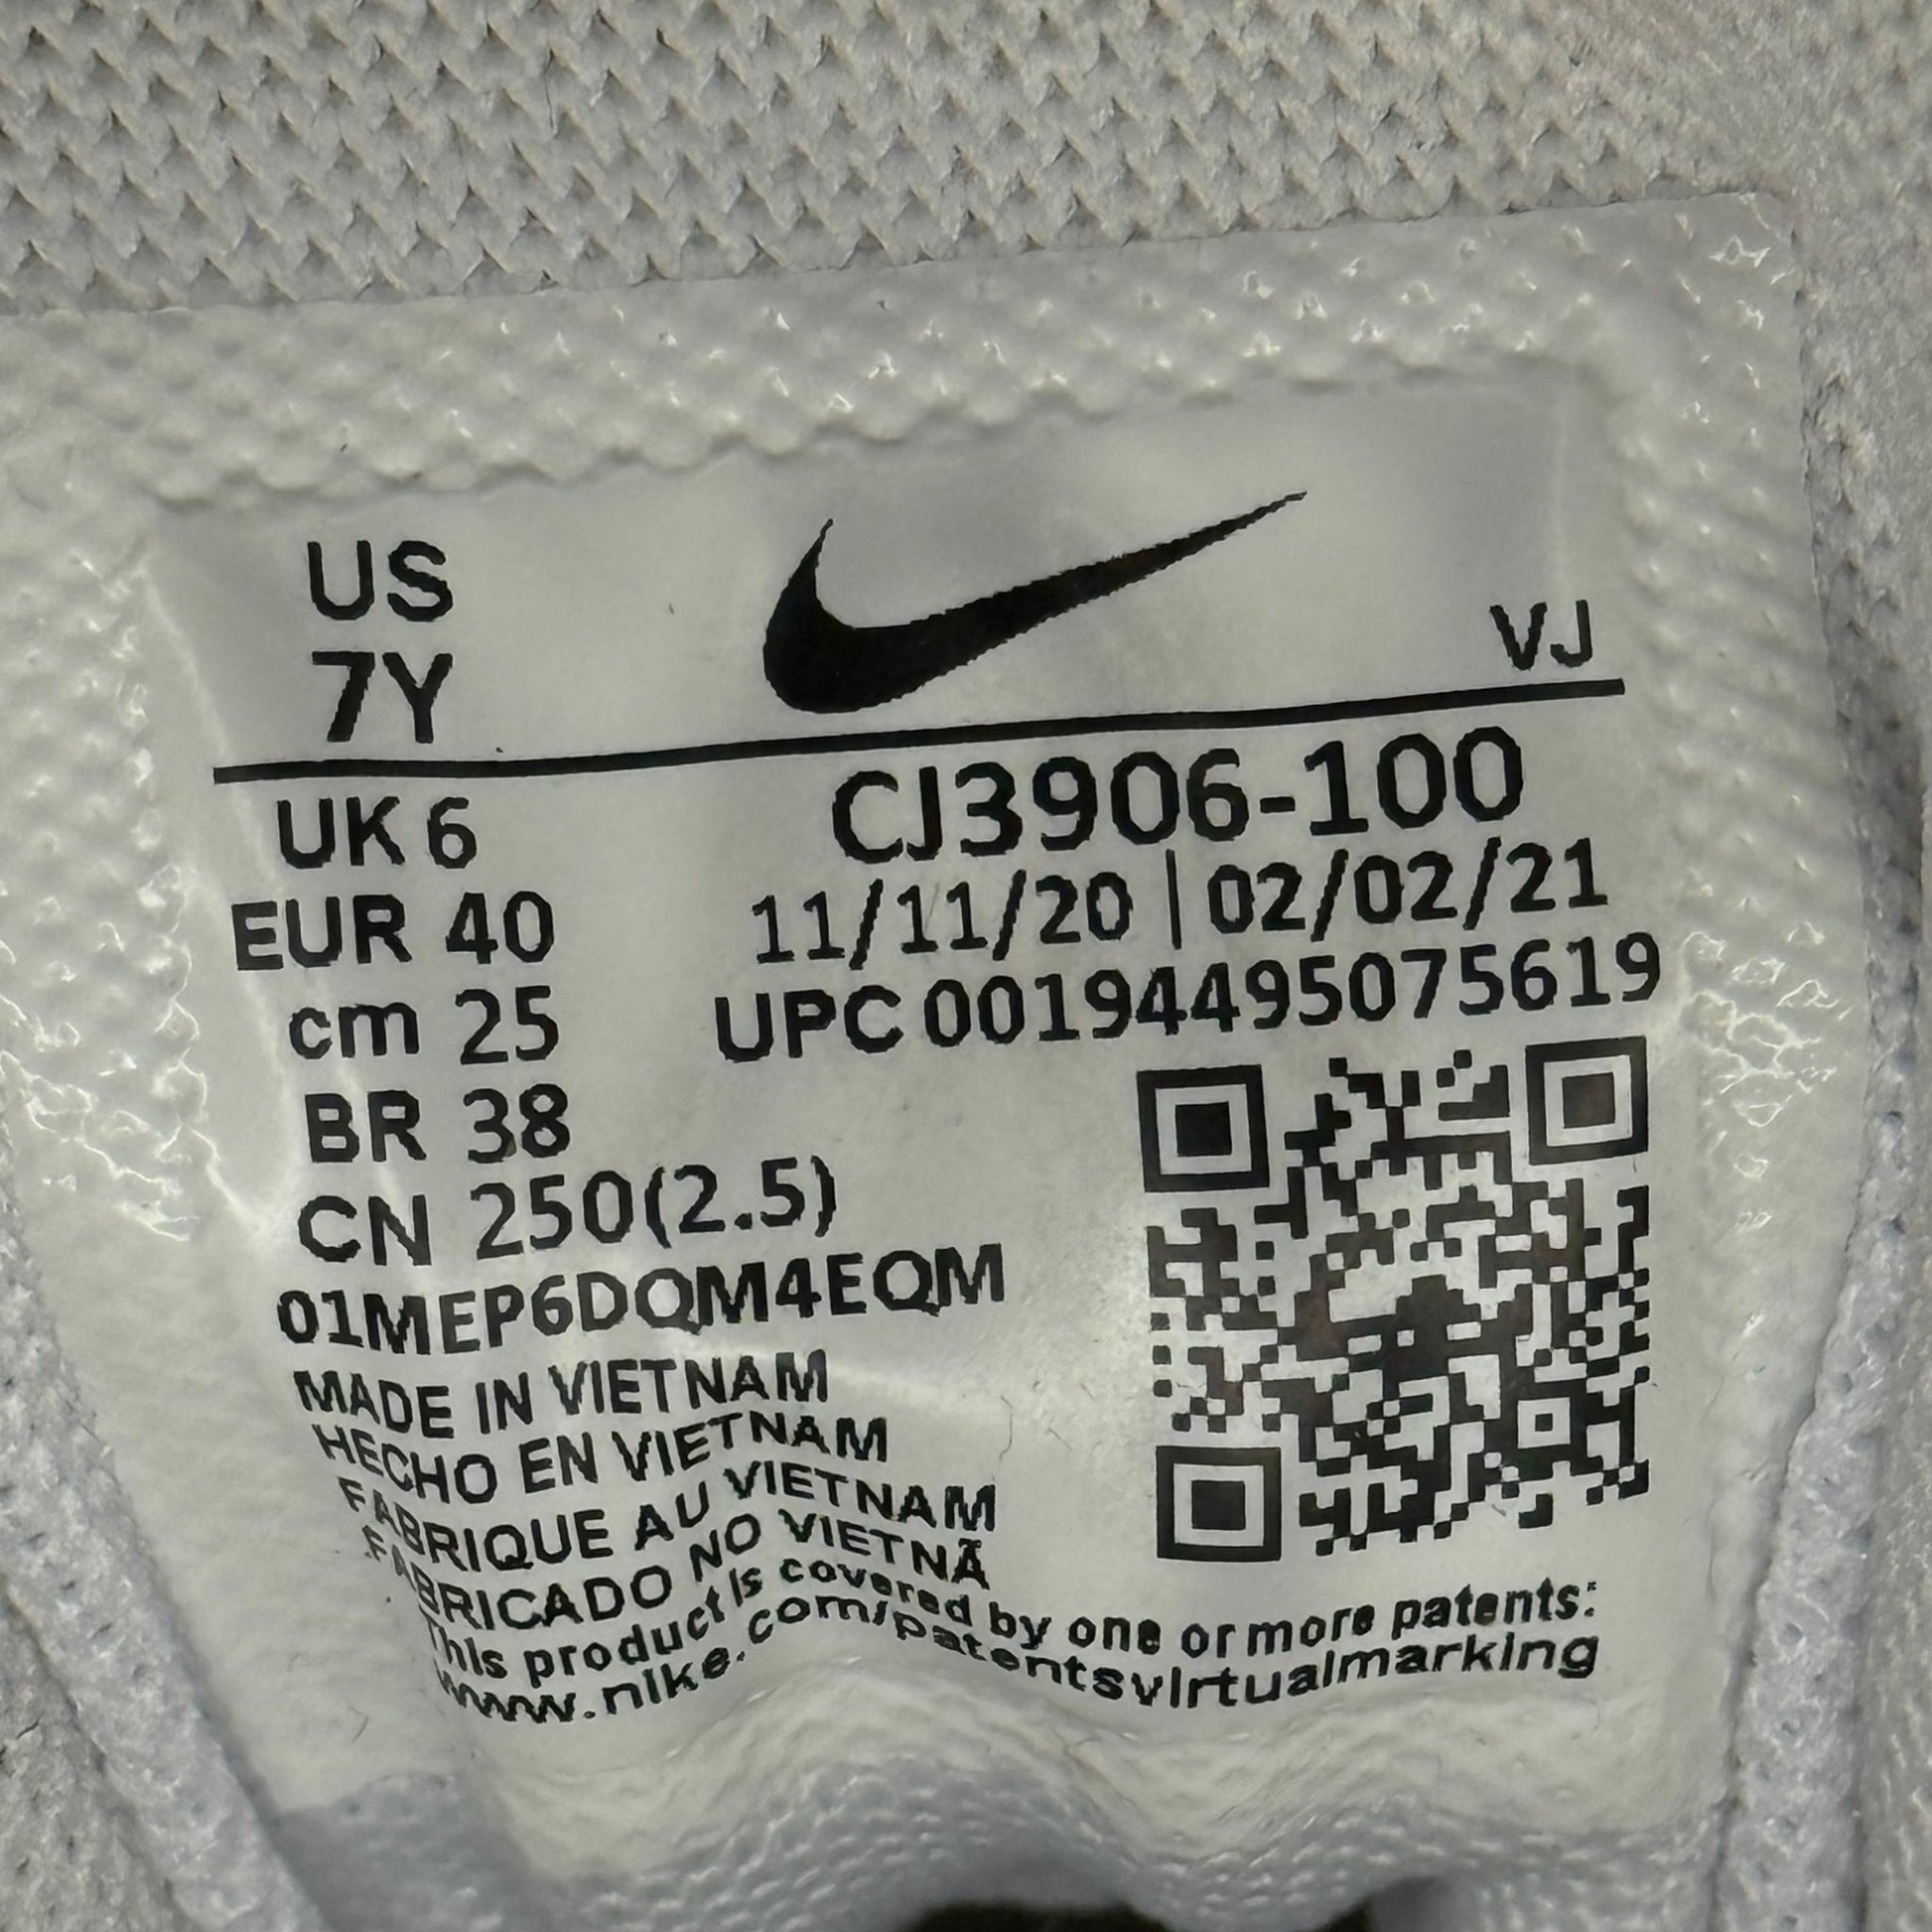 US
7Y
VJ
UK 6
CJ3906-100
EUR 40
11/11/20 | 02/02/21
cm 25
UPC 00194495075619
BR 38
CN 250(2.5)
01MEP6DQM4EQM
MADE IN VIETNAM
HECHO EN VIETNAM
FABRIQUE AU VIETNAM
FABRICADO NO VIETNÃ
This product is covered by one or more patents:
www.nike.com/patentsvirtualmarking